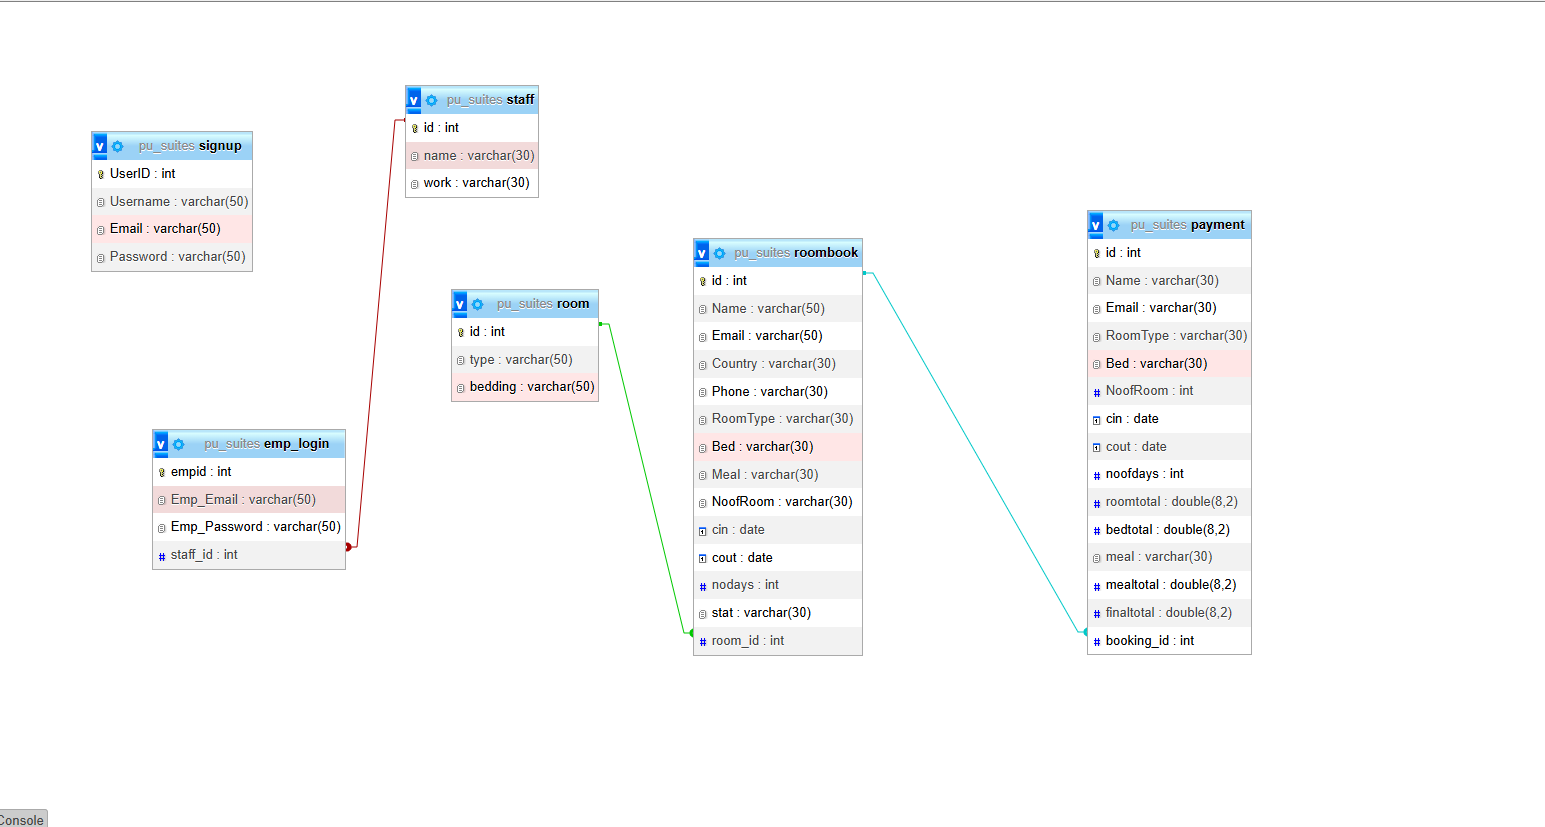 pu_suites signup
UserID : int
Username : varchar(50)
Email : varchar(50)
Password : varchar(50)
pu_suites staff
id : int
name : varchar(30)
work : varchar(30)
pu_suites room
id : int
type : varchar(50)
bedding : varchar(50)
pu_suites emp_login
empid : int
Emp_Email : varchar(50)
Emp_Password : varchar(50)
staff_id : int
pu_suites roombook
id : int
Name : varchar(50)
Email : varchar(50)
Country : varchar(30)
Phone : varchar(30)
RoomType : varchar(30)
Bed : varchar(30)
Meal : varchar(30)
NoofRoom : varchar(30)
cin : date
cout : date
nodays : int
stat : varchar(30)
room_id : int
pu_suites payment
id : int
Name : varchar(30)
Email : varchar(30)
RoomType : varchar(30)
Bed : varchar(30)
NoofRoom : int
cin : date
cout : date
noofdays : int
roomtotal : double(8,2)
bedtotal : double(8,2)
meal : varchar(30)
mealtotal : double(8,2)
finaltotal : double(8,2)
booking_id : int
Console